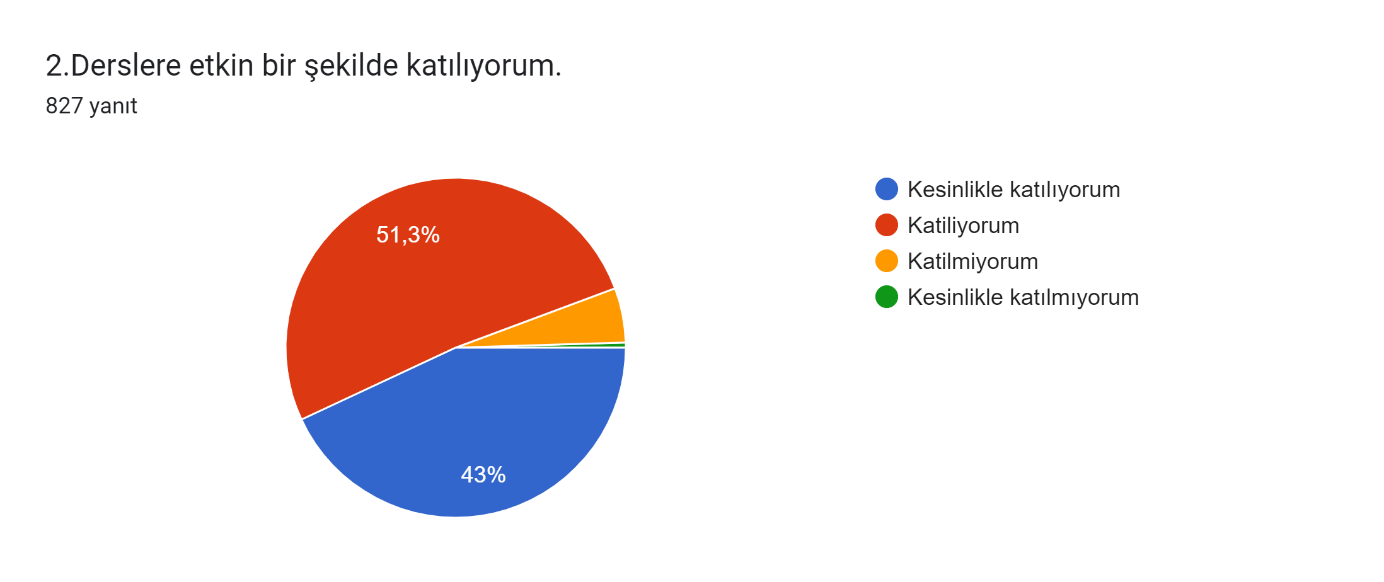 2.Derslere etkin bir şekilde katılıyorum.
827 yanıt
51,3%
43%
Kesinlikle katılıyorum
Katiliyorum
Katilmiyorum
Kesinlikle katılmıyorum